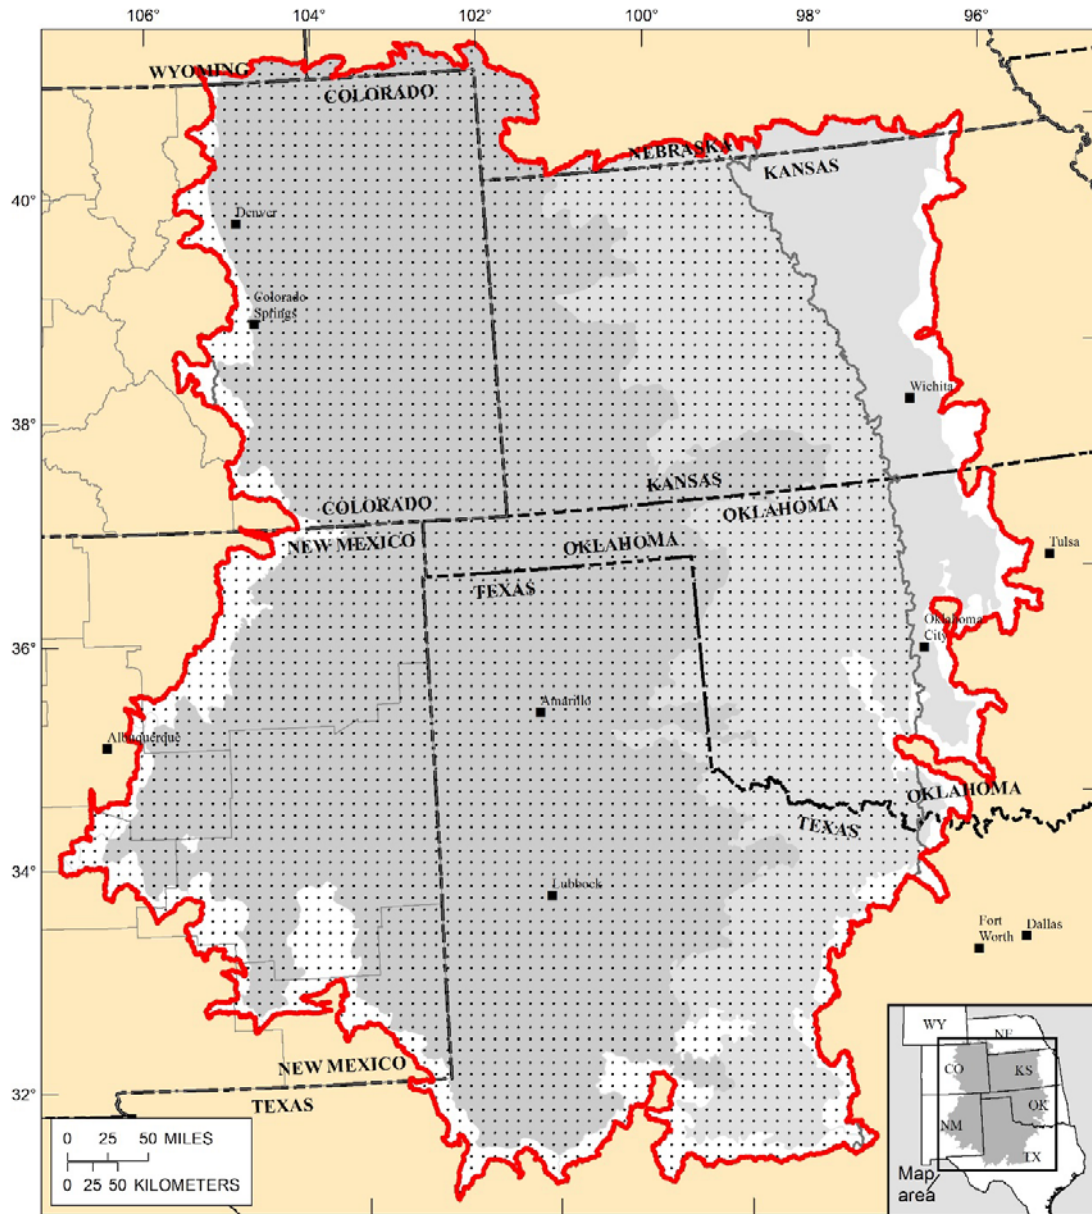 106° 104° 102° 100° 98° 96°
WYOMING
COLORADO
NEBRASKA
KANSAS
40°
Denver
Colorado
Springs
Wichita
38°
KANSAS
COLORADO
OKLAHOMA
NEW MEXICO
OKLAHOMA
Tulsa
TEXAS
36°
Oklahoma
City
Amarillo
Albuquerque
OKLAHOMA
TEXAS
34°
Lubbock
Fort
Worth
Dallas
NEW MEXICO
32°
TEXAS
0 25 50 MILES
0 25 50 KILOMETERS
WY
NE
CO
KS
OK
NM
TX
Map
area